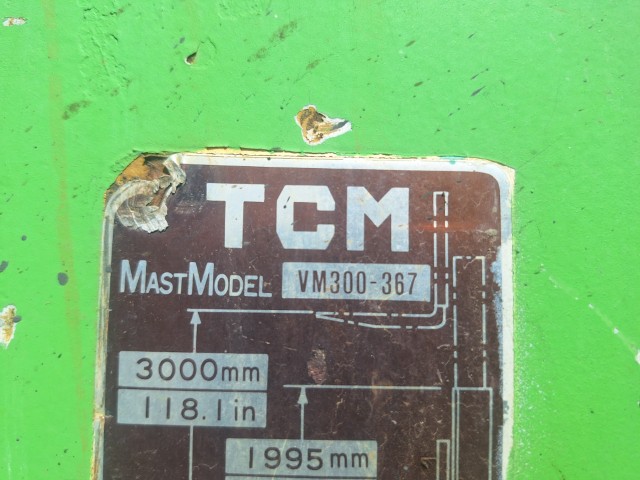 TCM
MASTMODEL VM300-367
3000mm
118.1in
1995mm